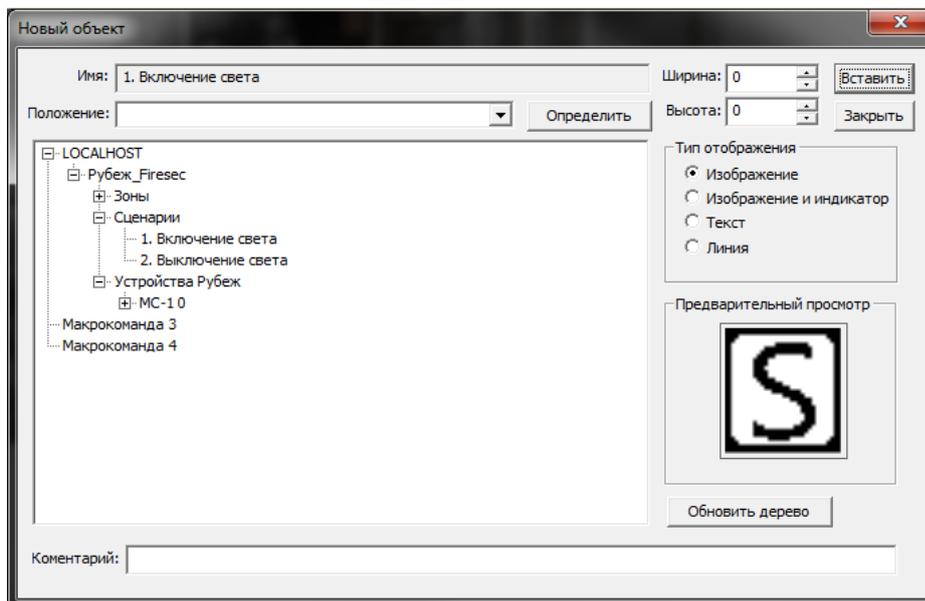 Новый объект
Имя: 1. Включение света Ширина: 0 Вставить
Положение: Определить Высота: 0 Закрыть
LOCALHOST
Рубеж_Firesec
Зоны
Сценарии
1. Включение света
2. Выключение света
Устройства Рубеж
МС-1 0
Макрокоманда 3
Макрокоманда 4
Тип отображения
Изображение
Изображение и индикатор
Текст
Линия
Предварительный просмотр
S
Обновить дерево
Коментарий: